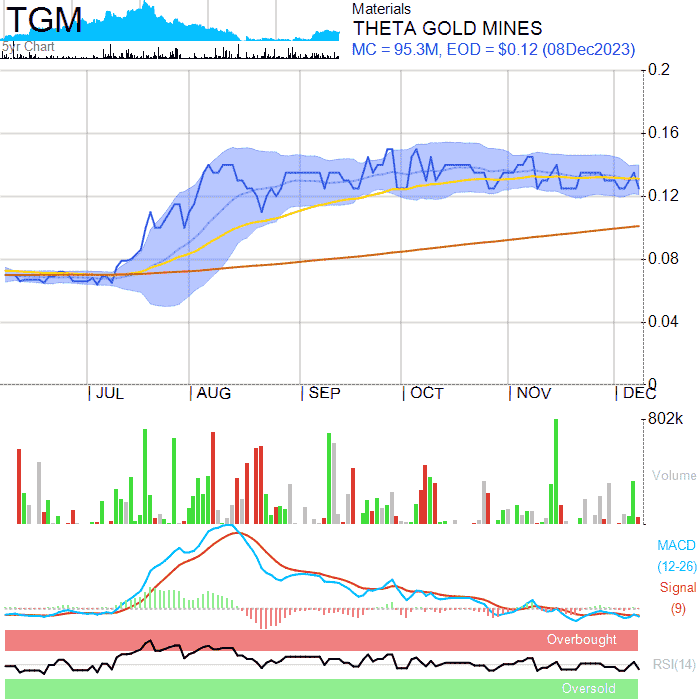 TGM
5yr Chart
Materials
THETA GOLD MINES
MC = 95.3M, EOD = $0.12 (08Dec2023)
0.2
0.16
0.12
0.08
0.04
0
JUL AUG SEP OCT NOV DEC
802k
Volume
MACD
(12-26)
Signal
(9)
Overbought
RSI(14)
Oversold